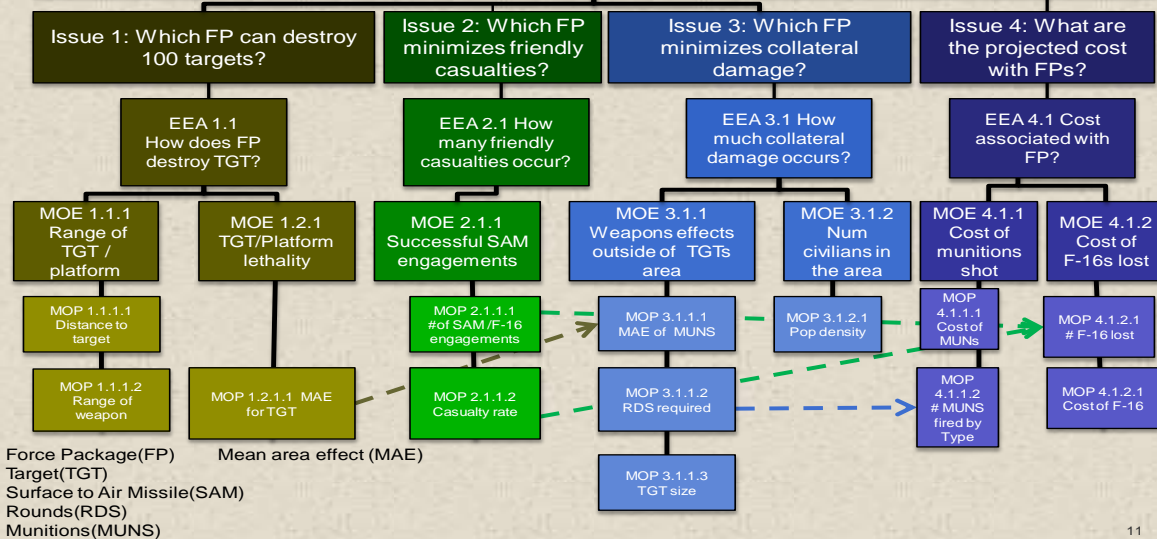 Issue 1: Which FP can destroy
100 targets?
Issue 2: Which FP
minimizes friendly
casualties?
Issue 3: Which FP
minimizes collateral
damage?
Issue 4: What are
the projected cost
with FPs?
EEA 1.1
How does FP
destroy TGT?
EEA 2.1 How
many friendly
casualties occur?
EEA 3.1 How
much collateral
damage occurs?
EEA 4.1 Cost
associated with
FP?
MOE 1.1.1
Range of
TGT /
platform
MOE 1.2.1
TGT/Platform
lethality
MOE 2.1.1
Successful SAM
engagements
MOE 3.1.1
Weapons effects
outside of TGTs
area
MOE 3.1.2
Num
civilians in
the area
MOE 4.1.1
Cost of
munitions
shot
MOE 4.1.2
Cost of
F-16s lost
MOP 1.1.1.1
Distance to
target
MOP 2.1.1.1
#of SAM /F-16
engagements
MOP 3.1.1.1
MAE of MUNS
MOP 3.1.2.1
Pop density
MOP
4.1.1.1
Cost of
MUNs
MOP 4.1.2.1
# F-16 lost
MOP 1.1.1.2
Range of
weapon
MOP 1.2.1.1 MAE
for TGT
MOP 2.1.1.2
Casualty rate
MOP 3.1.1.2
RDS required
MOP
4.1.1.2
# MUNS
fired by
Type
MOP 4.1.2.1
Cost of F-16
MOP 3.1.1.3
TGT size
Force Package(FP)
Mean area effect (MAE)
Target(TGT)
Surface to Air Missile(SAM)
Rounds(RDS)
Munitions(MUNS)
11